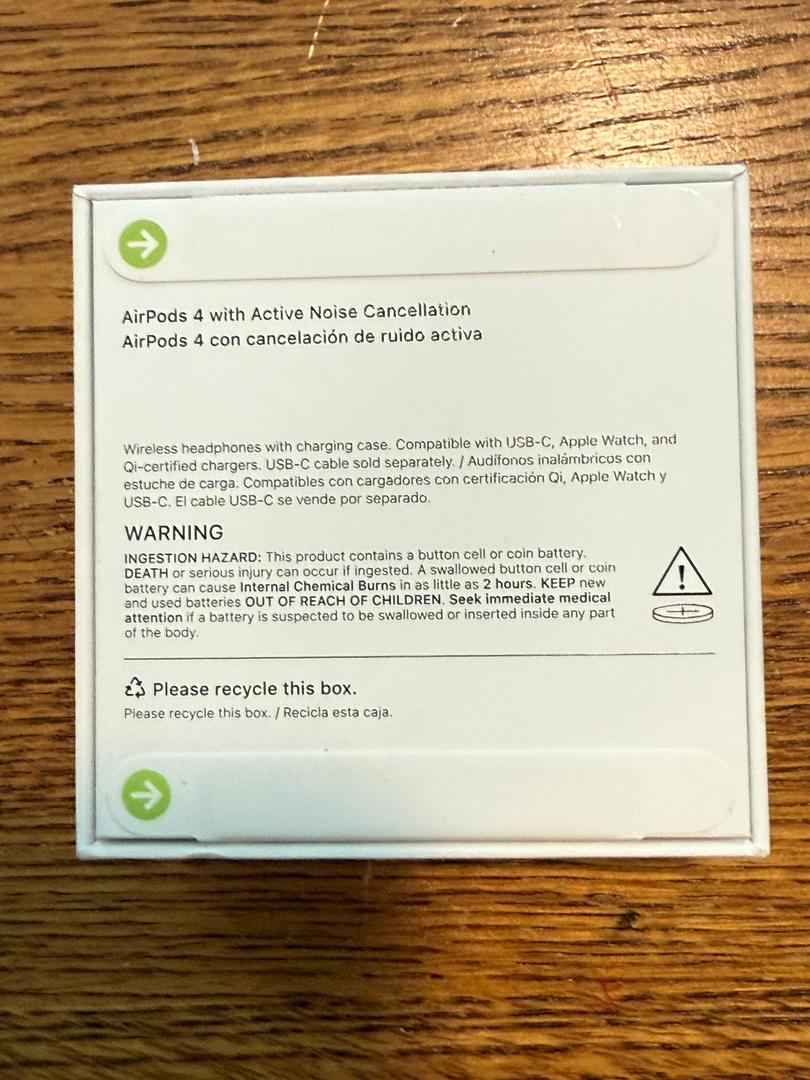 AirPods 4 with Active Noise Cancellation
AirPods 4 con cancelación de ruido activa
Wireless headphones with charging case. Compatible with USB-C, Apple Watch, and
Qi-certified chargers. USB-C cable sold separately. / Audífonos inalámbricos con
estuche de carga. Compatibles con cargadores con certificación Qi, Apple Watch y
USB-C. El cable USB-C se vende por separado.
WARNING
INGESTION HAZARD: This product contains a button cell or coin battery.
DEATH or serious injury can occur if ingested. A swallowed button cell or coin
battery can cause Internal Chemical Burns in as little as 2 hours. KEEP new
and used batteries OUT OF REACH OF CHILDREN. Seek immediate medical
attention if a battery is suspected to be swallowed or inserted inside any part
of the body.
Please recycle this box.
Please recycle this box. / Recicla esta caja.